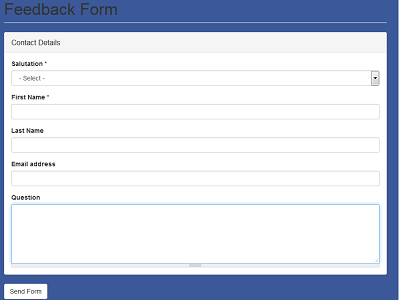 Feedback Form
Contact Details
Salutation *
- Select -
First Name *
Last Name
Email address
Question
Send Form